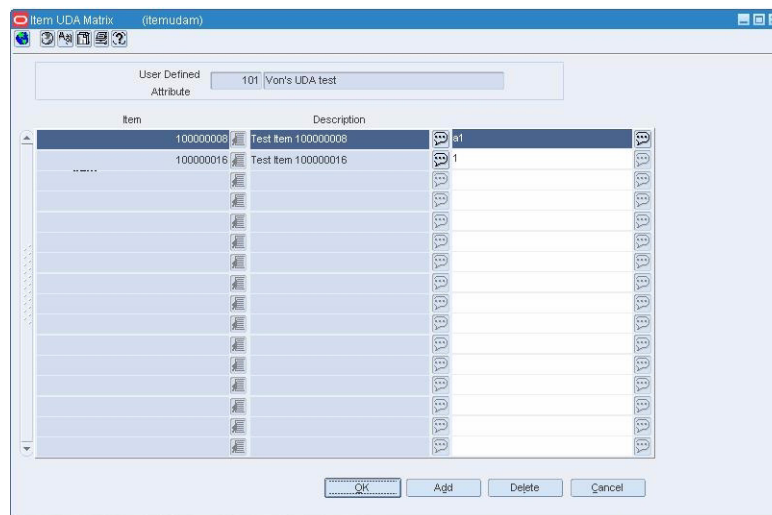 Item UDA Matrix (itemudam)
User Defined Attribute 101 Von's UDA test
Item Description
100000008 Test Item 100000008 a1
100000016 Test Item 100000016 1
OK Add Delete Cancel